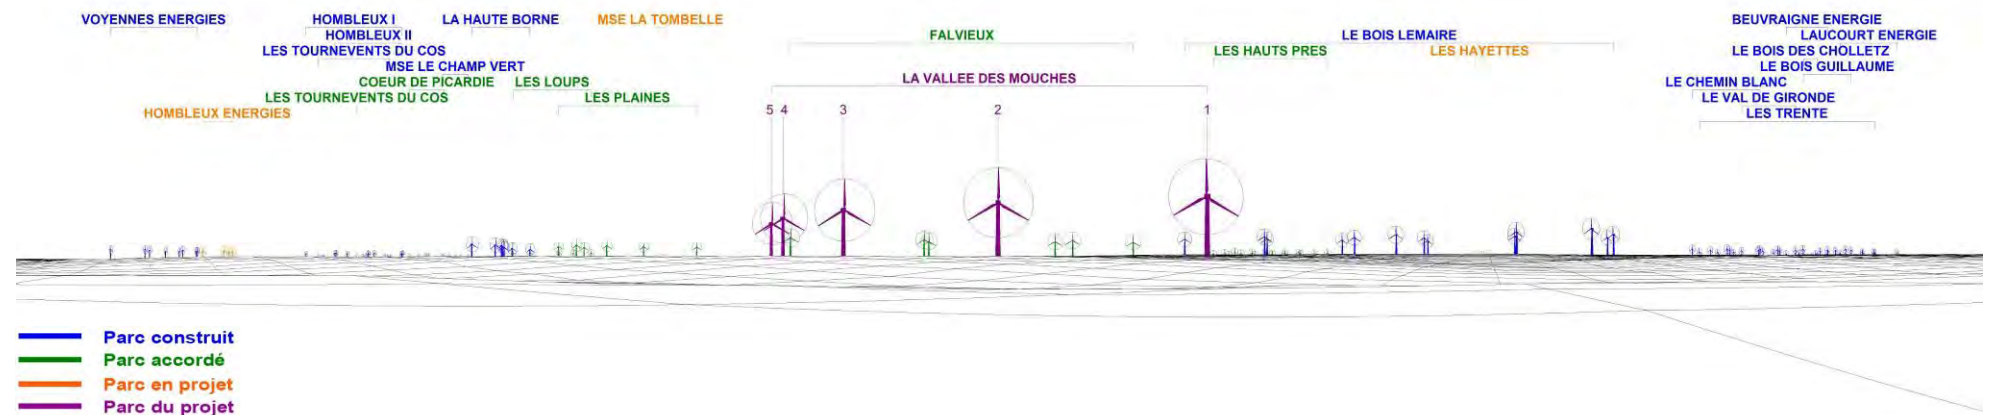 VOYENNES ENERGIES
HOMBLEUX I
LA HAUTE BORNE
MSE LA TOMBELLE
BEUVRAIGNE ENERGIE
HOMBLEUX II
FALVIEUX
LE BOIS LEMAIRE
LAUCOURT ENERGIE
LES TOURNEVENTS DU COS
LES HAUTS PRES
LES HAYETTES
LE BOIS DES CHOLLETZ
MSE LE CHAMP VERT
LE BOIS GUILLAUME
COEUR DE PICARDIE
LES LOUPS
LA VALLEE DES MOUCHES
LE CHEMIN BLANC
LES TOURNEVENTS DU COS
LES PLAINES
LE VAL DE GIRONDE
HOMBLEUX ENERGIES
5 4 3 2 1
LES TRENTE
Parc construit
Parc accordé
Parc en projet
Parc du projet